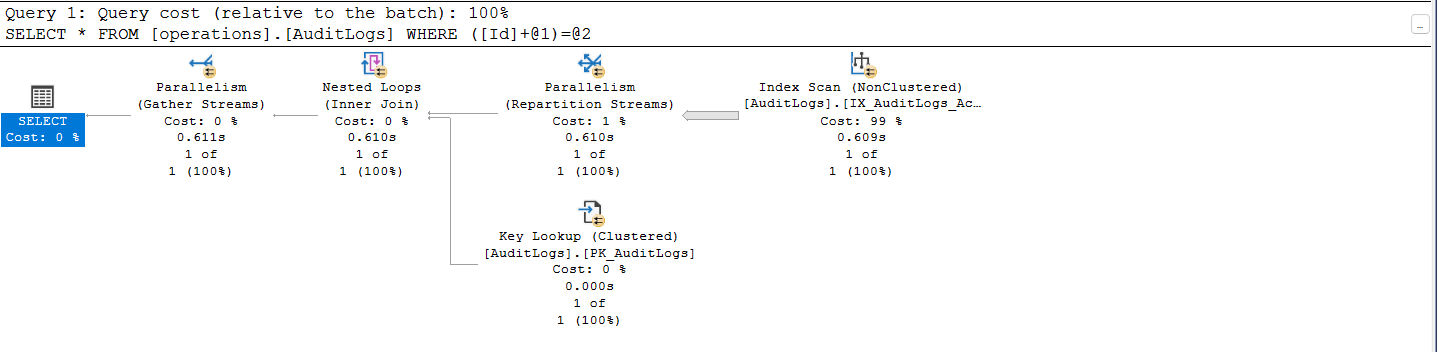 Query 1: Query cost (relative to the batch): 100%
SELECT * FROM [operations].[AuditLogs] WHERE ([Id]+@1)=@2
SELECT
Cost: 0 %
Parallelism
(Gather Streams)
Cost: 0 %
0.611s
1 of
1 (100%)
Nested Loops
(Inner Join)
Cost: 0 %
0.610s
1 of
1 (100%)
Parallelism
(Repartition Streams)
Cost: 1 %
0.610s
1 of
1 (100%)
Index Scan (NonClustered)
[AuditLogs].[IX_AuditLogs_Ac…
Cost: 99 %
0.609s
1 of
1 (100%)
Key Lookup (Clustered)
[AuditLogs].[PK_AuditLogs]
Cost: 0 %
0.000s
1 of
1 (100%)